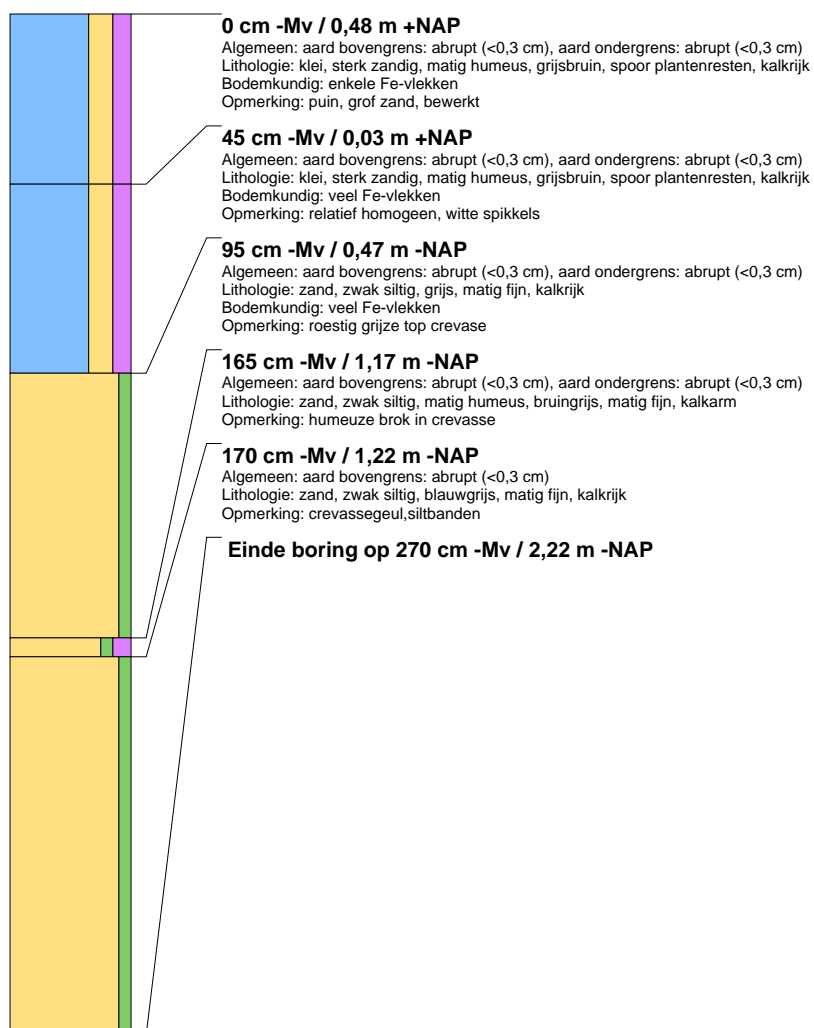 0 cm -Mv / 0,48 m +NAP
Algemeen: aard bovengrens: abrupt (<0,3 cm), aard ondergrens: abrupt (<0,3 cm)
Lithologie: klei, sterk zandig, matig humeus, grijsbruin, spoor plantenresten, kalkrijk
Bodemkundig: enkele Fe-vlekken
Opmerking: puin, grof zand, bewerkt
45 cm -Mv / 0,03 m +NAP
Algemeen: aard bovengrens: abrupt (<0,3 cm), aard ondergrens: abrupt (<0,3 cm)
Lithologie: klei, sterk zandig, matig humeus, grijsbruin, spoor plantenresten, kalkrijk
Bodemkundig: veel Fe-vlekken
Opmerking: relatief homogeen, witte spikkels
95 cm -Mv / 0,47 m -NAP
Algemeen: aard bovengrens: abrupt (<0,3 cm), aard ondergrens: abrupt (<0,3 cm)
Lithologie: zand, zwak siltig, grijs, matig fijn, kalkrijk
Bodemkundig: veel Fe-vlekken
Opmerking: roestig grijze top crevase
165 cm -Mv / 1,17 m -NAP
Algemeen: aard bovengrens: abrupt (<0,3 cm), aard ondergrens: abrupt (<0,3 cm)
Lithologie: zand, zwak siltig, matig humeus, bruingrijs, matig fijn, kalkarm
Opmerking: humeuze brok in crevasse
170 cm -Mv / 1,22 m -NAP
Algemeen: aard bovengrens: abrupt (<0,3 cm)
Lithologie: zand, zwak siltig, blauwgrijs, matig fijn, kalkrijk
Opmerking: crevassegeul,siltbanden
Einde boring op 270 cm -Mv / 2,22 m -NAP